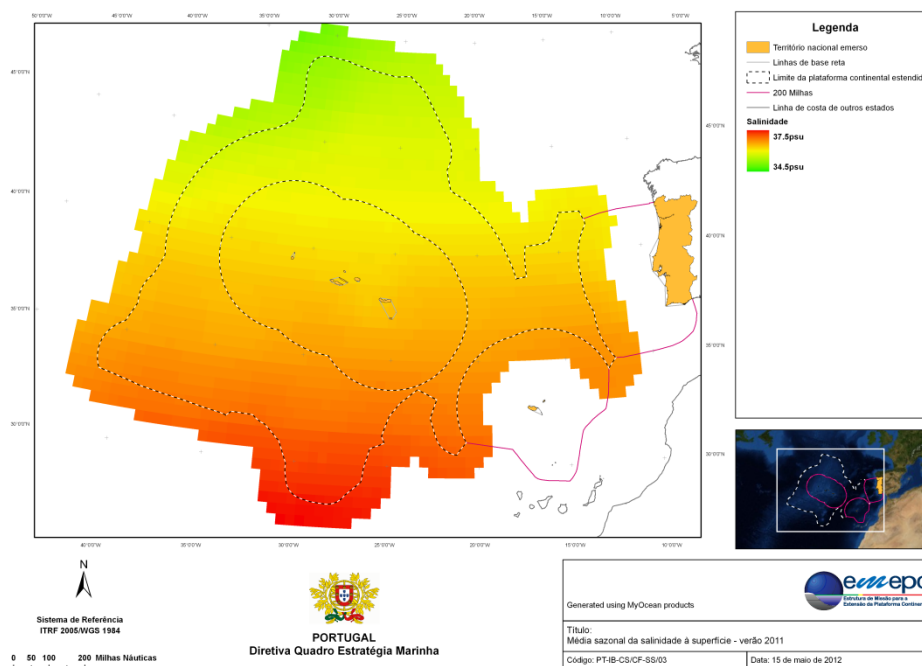 50°0'0"W 45°0'0"W 40°0'0"W 35°0'0"W 30°0'0"W 25°0'0"W 20°0'0"W 15°0'0"W 10°0'0"W 5°0'0"W
45°0'0"N
45°0'0"N
40°0'0"N
40°0'0"N
35°0'0"N
35°0'0"N
30°0'0"N
30°0'0"N
40°0'0"W 35°0'0"W 30°0'0"W 25°0'0"W 20°0'0"W 15°0'0"W 10°0'0"W
Legenda
Território nacional emerso
Linhas de base reta
Limite da plataforma continental estendid
200 Milhas
Linha de costa de outros estados
Salinidade
37.5psu
34.5psu
N
Sistema de Referência
ITRF 2005/WGS 1984
0 50 100 200 Milhas Náuticas
PORTUGAL
Diretiva Quadro Estratégia Marinha
Generated using MyOcean products
emepc
Estrutura de Missão para a
Extensão da Plataforma Continen
Título:
Média sazonal da salinidade à superfície - verão 2011
Código: PT-IB-CS/CF-SS/03
Data: 15 de maio de 2012